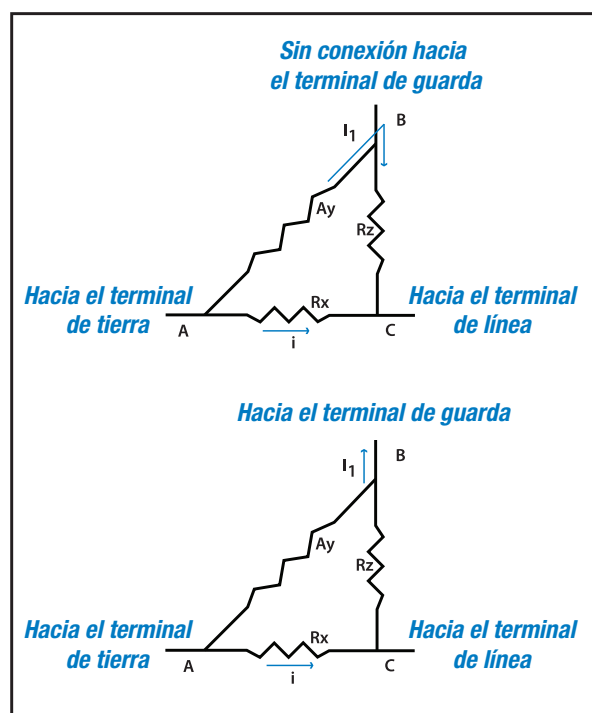 Sin conexión hacia
el terminal de guarda
B
I1
Ay
Rz
Hacia el terminal
de tierra
Rx
Hacia el terminal
de línea
A
C
i
Hacia el terminal de guarda
B
I1
Ay
Rz
Hacia el terminal
de tierra
Rx
Hacia el terminal
de línea
A
C
i